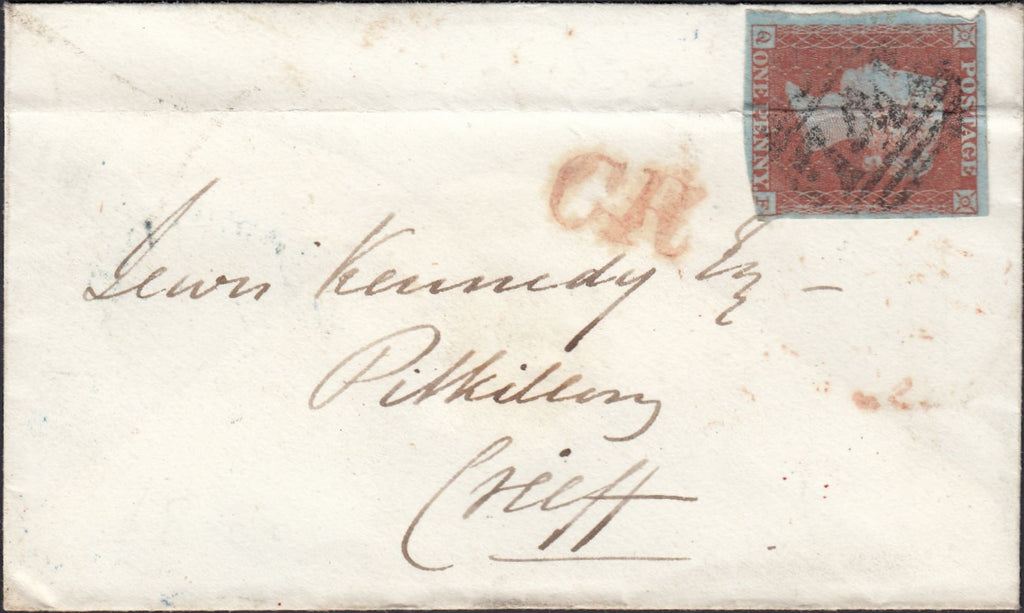 POSTAGE
Q ONE PENNY. F
CR
Lewis Kennedy Esq –
Pitkellony
Crieff